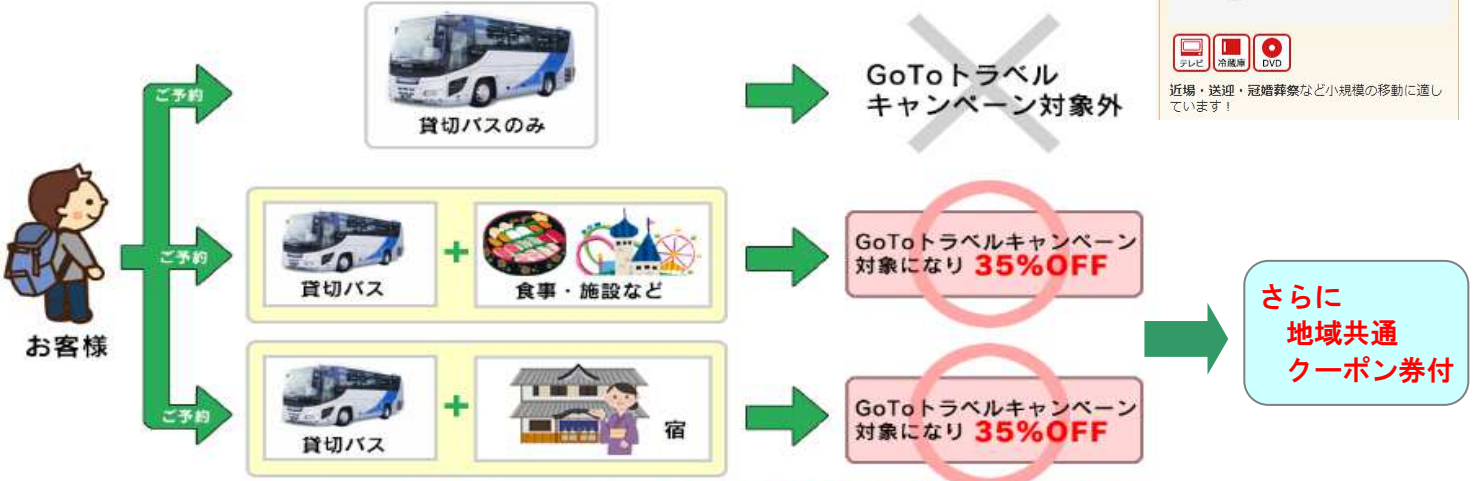 テレビ
冷蔵庫
DVD
近場・送迎・冠婚葬祭など小規模の移動に適し
ています！
ご予約
貸切バスのみ
GoToトラベル
キャンペーン対象外
お客様
ご予約
貸切バス
+
食事・施設など
GoToトラベルキャンペーン
対象になり 35%OFF
ご予約
貸切バス
+
宿
GoToトラベルキャンペーン
対象になり 35%OFF
さらに
地域共通
クーポン券付